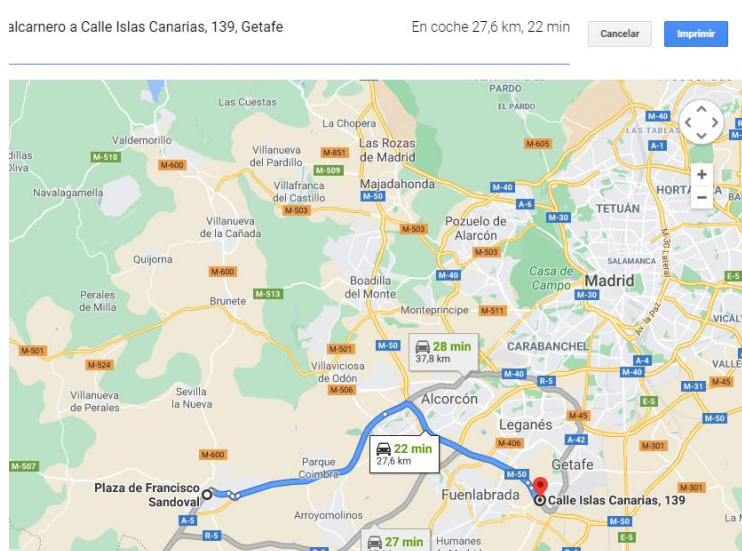 alcarnero a Calle Islas Canarias, 139, Getafe
En coche 27,6 km, 22 min
Cancelar
Imprimir
PARDO
EL PARDO
Las Cuestas
La Chopera
M-40
LAS TABLAS
A-1
Valdemorillo
M-510
M-600
Villanueva
del Pardillo
M-851
M-509
Las Rozas
de Madrid
M-605
Navalagamella
Villafranca
del Castillo
M-503
Majadahonda
M-50
M-40
A-6
M-30
TETUÁN
+
−
Villanueva
de la Cañada
M-503
Pozuelo de
Alarcón
M-503
M-30 Lateral
Quijorna
M-600
M-40
Casa de
Campo
SALAMANCA
Madrid
M-30
E-5
Perales
de Milla
Brunete
M-513
Boadilla
del Monte
Monteprincipe
M-511
Av. la Paz
M-501
M-524
M-501
M-50
28 min
37,8 km
CARABANCHEL
A-4
M-40
Villaviciosa
de Odón
M-506
M-40
R-5
M-31
M-45
Villanueva
de Perales
Sevilla
la Nueva
Alcorcón
E-5
M-50
Leganés
M-45
M-406
A-42
M-301
M-507
M-600
22 min
27,6 km
Parque
Coimbra
Getafe
M-50
Plaza de Francisco
Sandoval
Fuenlabrada
Calle Islas Canarias, 139
M-301
A-5
R-5
Arroyomolinos
M-50
E-5
27 min
Humanes